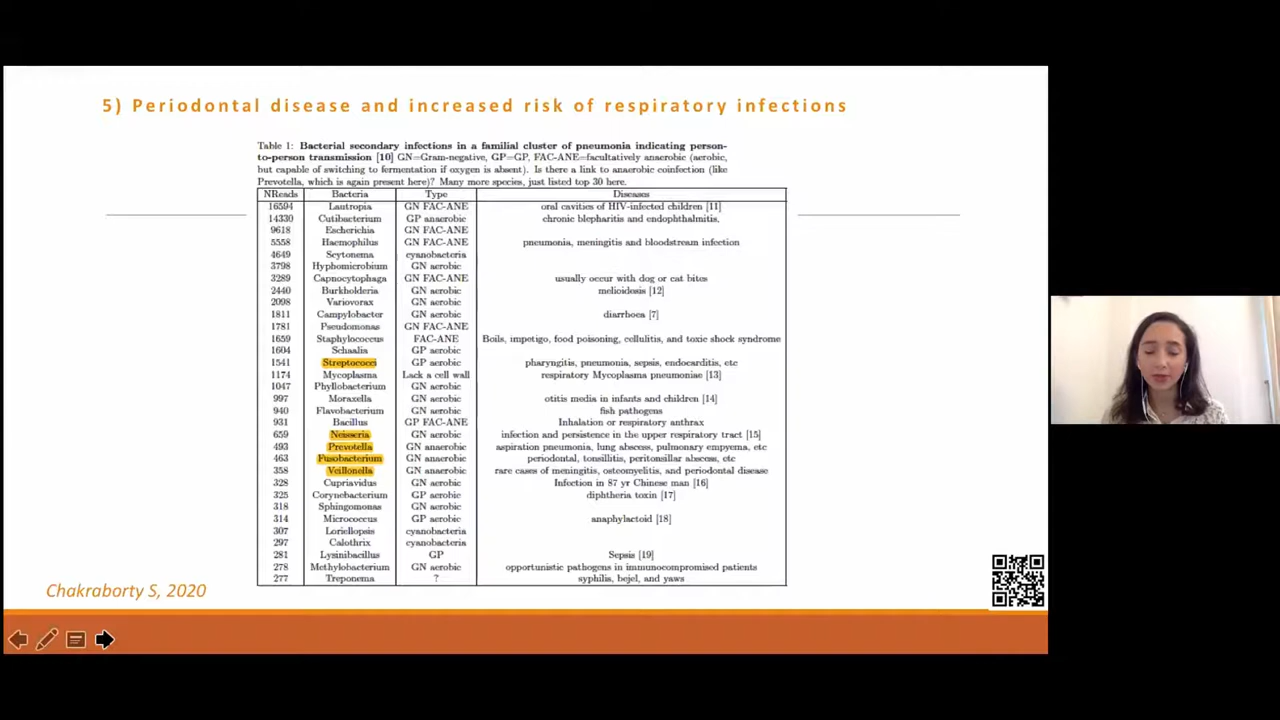 5) Periodontal disease and increased risk of respiratory infections
Table 1: Bacterial secondary infections in a familial cluster of pneumonia indicating person-
to-person transmission [10] GN=Gram-negative, GP=GP, FAC-ANE=facultatively anaerobic (aerobic,
but capable of switching to fermentation if oxygen is absent). Is there a link to anaerobic coinfection (like
Prevotella, which is again present here)? Many more species, just listed top 30 here.
NReads Bacteria Type Diseases
16594 Lautropia GN FAC-ANE oral cavities of HIV-infected children [11]
14330 Cutibacterium GP anaerobic chronic blepharitis and endophthalmitis,
9618 Escherichia GN FAC-ANE
5558 Haemophilus GN FAC-ANE pneumonia, meningitis and bloodstream infection
4649 Scytonema cyanobacteria
3798 Hyphomicrobium GN aerobic
3289 Capnocytophaga GN FAC-ANE usually occur with dog or cat bites
2440 Burkholderia GN aerobic melioidosis [12]
2098 Variovorax GN aerobic
1811 Campylobacter GN aerobic diarrhoea [7]
1781 Pseudomonas GN FAC-ANE
1659 Staphylococcus FAC-ANE Boils, impetigo, food poisoning, cellulitis, and toxic shock syndrome
1604 Schaalia GP aerobic
1541 Streptococci GP aerobic pharyngitis, pneumonia, sepsis, endocarditis, etc
1174 Mycoplasma Lack a cell wall respiratory Mycoplasma pneumoniae [13]
1047 Phyllobacterium GN aerobic
997 Moraxella GN aerobic otitis media in infants and children [14]
940 Flavobacterium GN aerobic fish pathogens
931 Bacillus GP FAC-ANE Inhalation or respiratory anthrax
659 Neisseria GN aerobic infection and persistence in the upper respiratory tract [15]
493 Prevotella GN anaerobic aspiration pneumonia, lung abscess, pulmonary empyema, etc
463 Fusobacterium GN anaerobic periodontal, tonsillitis, peritonsillar abscess, etc
358 Veillonella GN anaerobic rare cases of meningitis, osteomyelitis, and periodontal disease
328 Cupriavidus GN aerobic Infection in 87 yr Chinese man [16]
325 Corynebacterium GP aerobic diphtheria toxin [17]
318 Sphingomonas GN aerobic
314 Micrococcus GP aerobic anaphylactoid [18]
307 Loriellopsis cyanobacteria
297 Calothrix cyanobacteria
281 Lysinibacillus GP Sepsis [19]
278 Methylobacterium GN aerobic opportunistic pathogens in immunocompromised patients
277 Treponema ? syphilis, bejel, and yaws
Chakraborty S, 2020